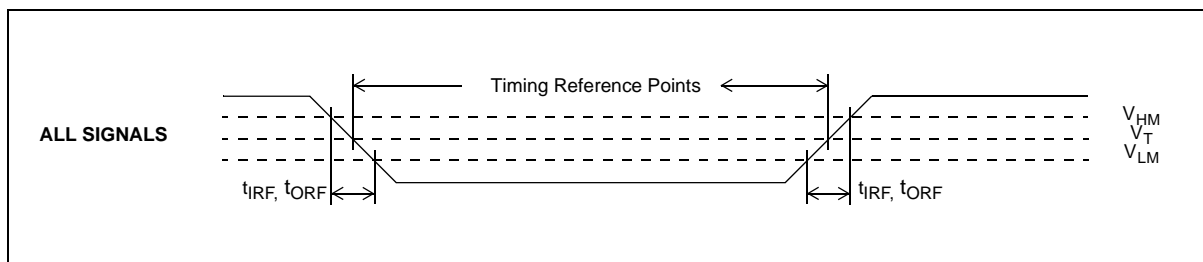 Timing Reference Points
ALL SIGNALS
V_HM
V_T
V_LM
t_IRF, t_ORF
t_IRF, t_ORF